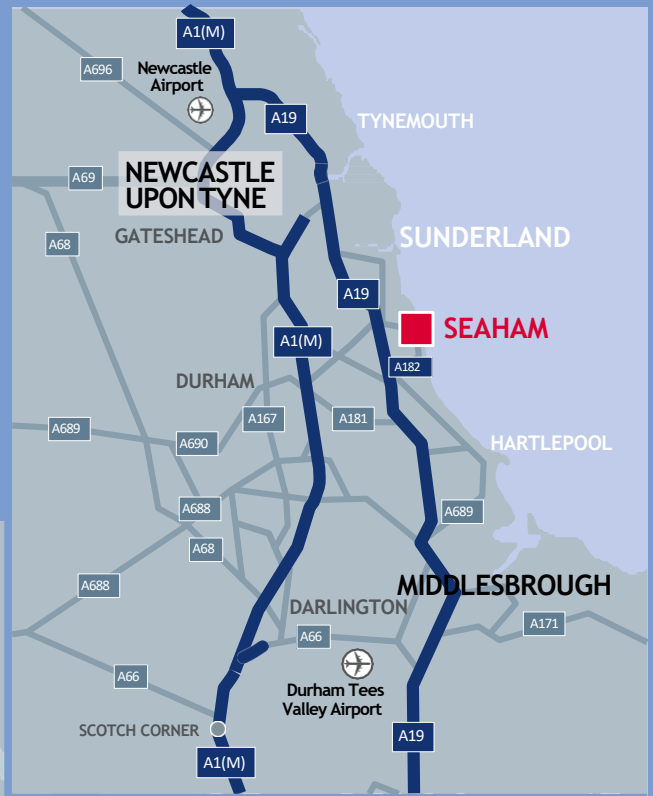 A1(M)
A696
Newcastle
Airport
A19
TYNEMOUTH
A69
NEWCASTLE
UPON TYNE
A68
GATESHEAD
SUNDERLAND
A19
SEAHAM
A1(M)
A182
DURHAM
A167
A181
A689
A690
HARTLEPOOL
A688
A689
A68
A688
MIDDLESBROUGH
DARLINGTON
A171
A66
A66
Durham Tees
Valley Airport
SCOTCH CORNER
A19
A1(M)